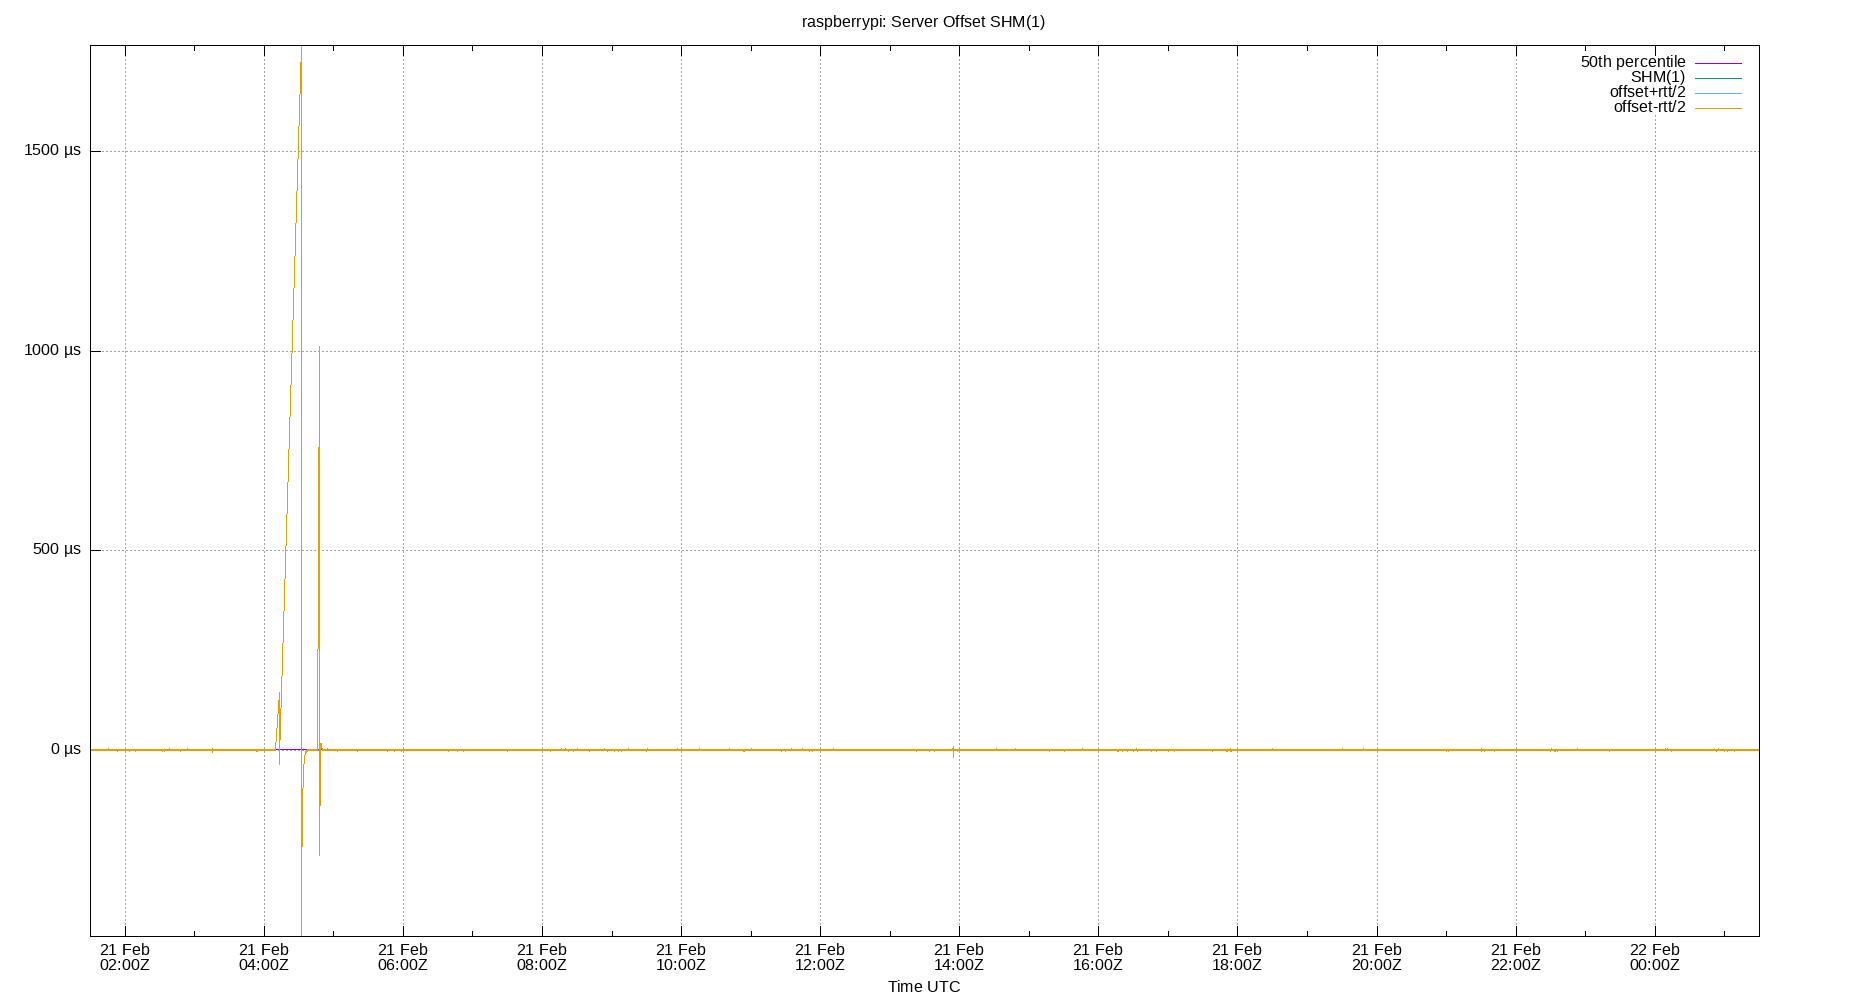 raspberrypi: Server Offset SHM(1)
50th percentile
SHM(1)
offset+rtt/2
offset-rtt/2
1500 µs
1000 µs
500 µs
0 µs
21 Feb 21 Feb 21 Feb 21 Feb 21 Feb 21 Feb 21 Feb 21 Feb 21 Feb 21 Feb 21 Feb 22 Feb
02:00Z 04:00Z 06:00Z 08:00Z 10:00Z 12:00Z 14:00Z 16:00Z 18:00Z 20:00Z 22:00Z 00:00Z
Time UTC